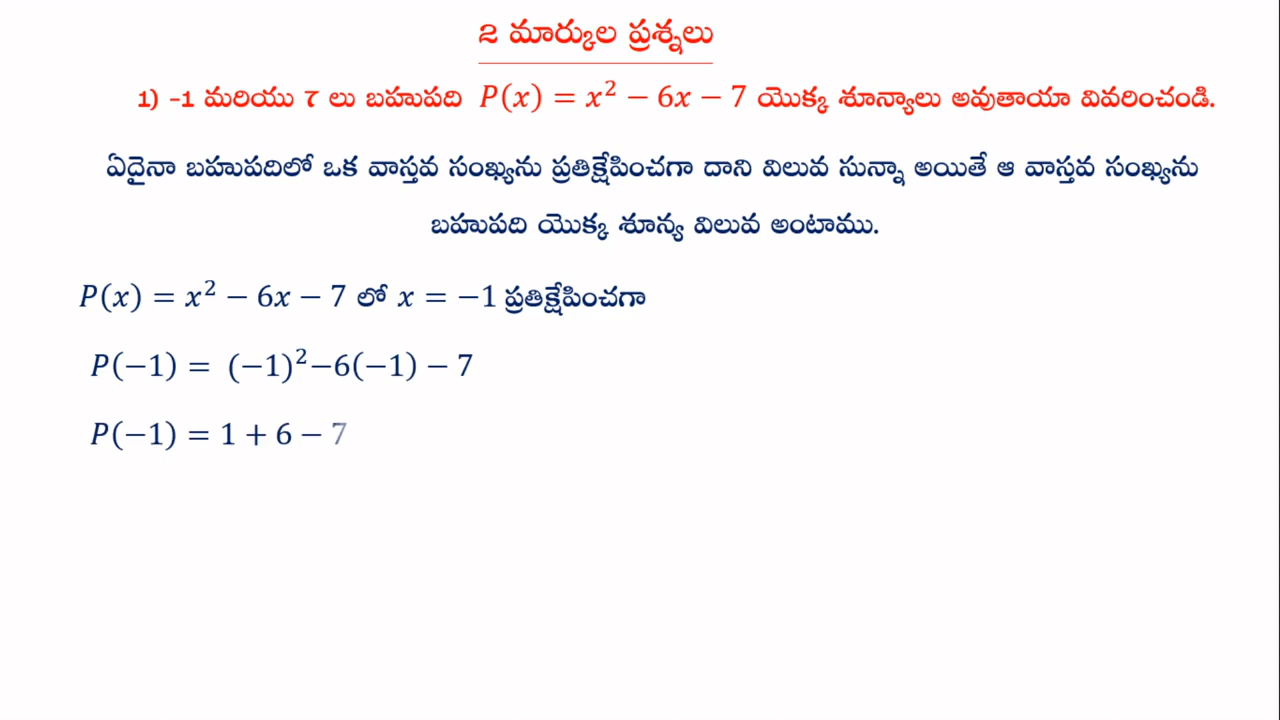 2 మార్కుల ప్రశ్నలు
1) -1 మరియు 7 లు బహుపది P(x) = x² − 6x − 7 యొక్క శూన్యాలు అవుతాయా వివరించండి.
ఏదైనా బహుపదిలో ఒక వాస్తవ సంఖ్యను ప్రతిక్షేపించగా దాని విలువ సున్నా అయితే ఆ వాస్తవ సంఖ్యను
బహుపది యొక్క శూన్య విలువ అంటాము.
P(x) = x² − 6x − 7 లో x = −1 ప్రతిక్షేపించగా
P(−1) = (−1)²−6(−1) − 7
P(−1) = 1 + 6 − 7